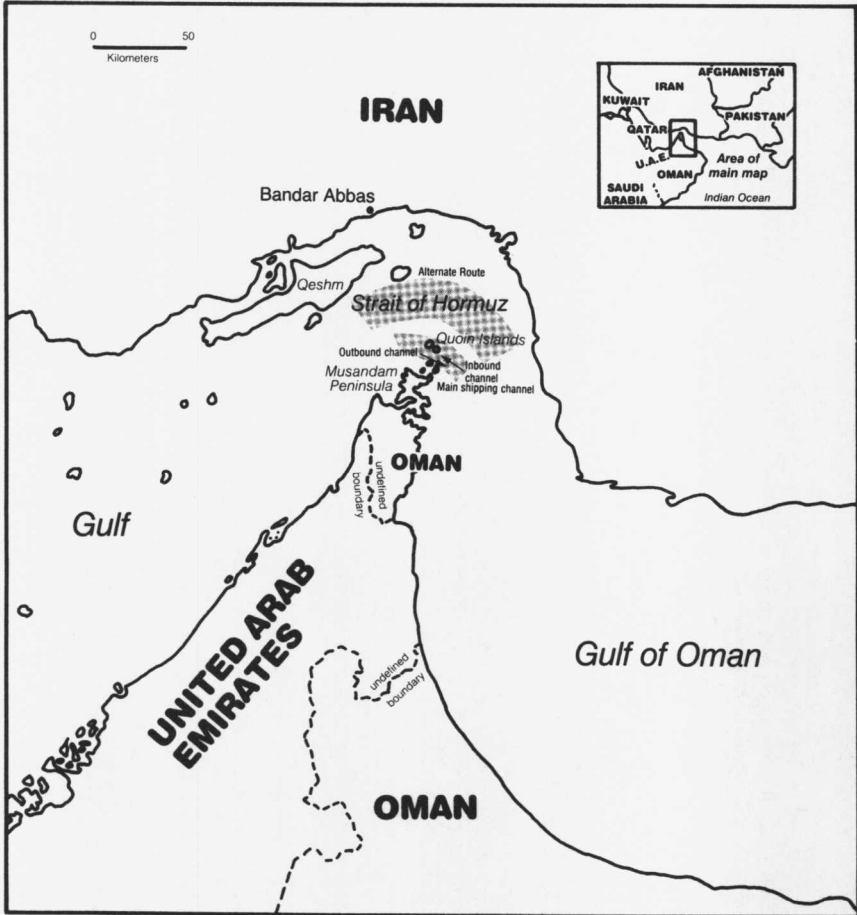 0 50
Kilometers
IRAN
AFGHANISTAN
IRAN
KUWAIT
PAKISTAN
QATAR
U.A.E.
Area of
main map
OMAN
SAUDI
ARABIA
Indian Ocean
Bandar Abbas
Qeshm
Alternate Route
Strait of Hormuz
Quoin Islands
Outbound channel
Inbound
channel
Musandam
Peninsula
Main shipping channel
OMAN
undefined
boundary
Gulf
UNITED ARAB
EMIRATES
undefined
boundary
Gulf of Oman
OMAN